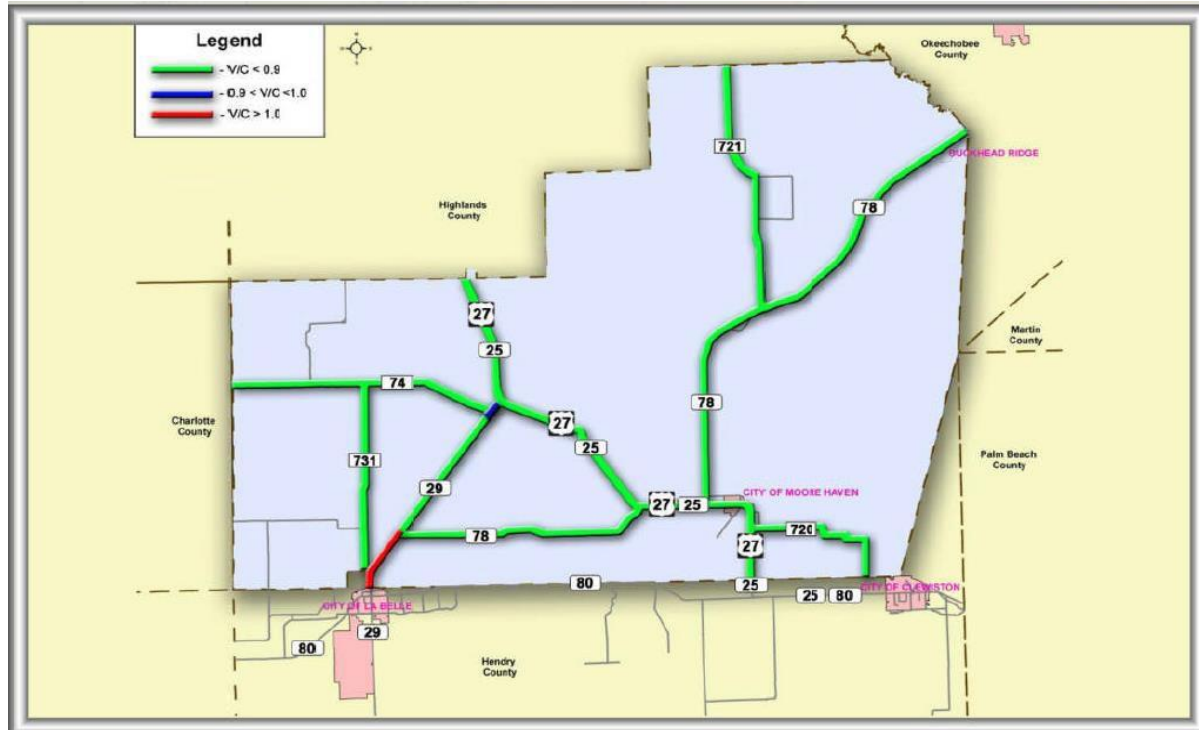 Legend
- V/C < 0.9
- 0.9 < V/C <1.0
- V/C > 1.0
Okeechobee
County
BUCKHEAD RIDGE
721
78
Highlands
County
27
25
Martin
County
74
Charlotte
County
27
25
78
731
29
Palm Beach
County
CITY OF MOORE HAVEN
27
25
78
720
27
80
25
25
80
CITY OF CLEWISTON
CITY OF LA BELLE
29
80
Hendry
County